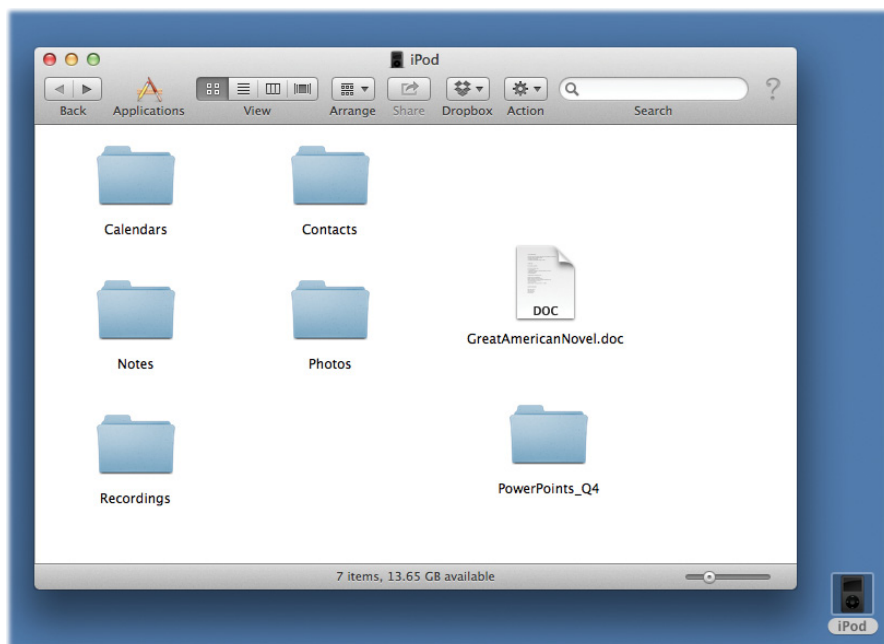 iPod
Back Applications View Arrange Share Dropbox Action Search
?
Calendars Contacts
DOC
GreatAmericanNovel.doc
Notes Photos
PowerPoints_Q4
Recordings
7 items, 13.65 GB available
iPod